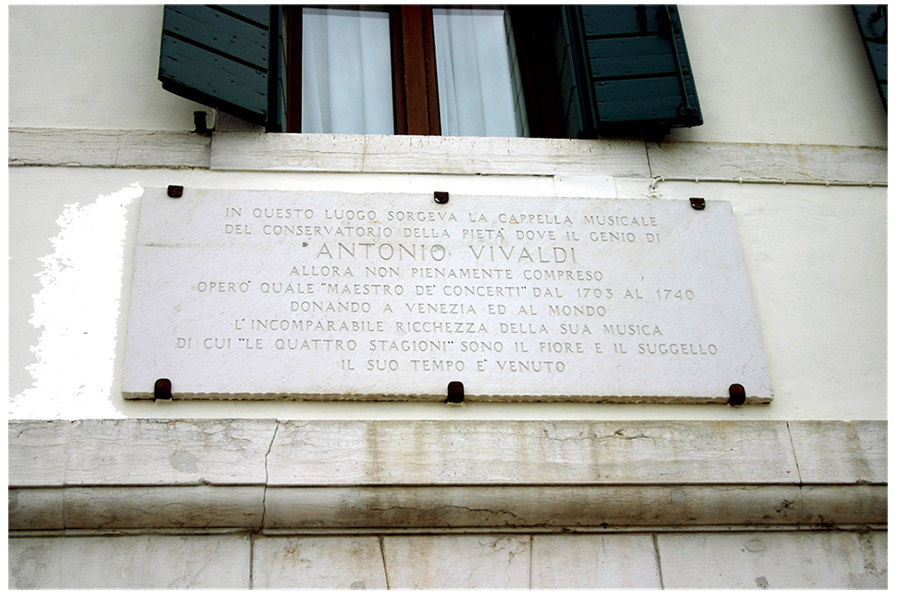 IN QUESTO LUOGO SORGEVA LA CAPPELLA MUSICALE
DEL CONSERVATORIO DELLA PIETA' DOVE IL GENIO DI
ANTONIO VIVALDI
ALLORA NON PIENAMENTE COMPRESO
OPERO' QUALE "MAESTRO DE' CONCERTI" DAL 1703 AL 1740
DONANDO A VENEZIA ED AL MONDO
L'INCOMPARABILE RICCHEZZA DELLA SUA MUSICA
DI CUI "LE QUATTRO STAGIONI" SONO IL FIORE E IL SUGGELLO
IL SUO TEMPO E' VENUTO